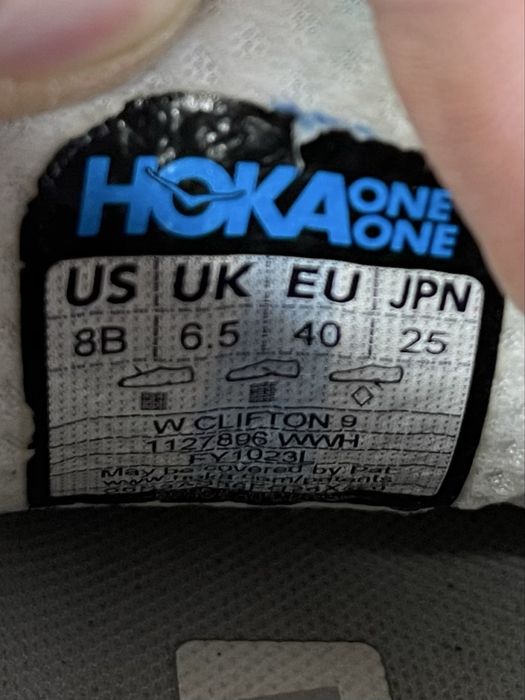 HOKA ONE ONE
US UK EU JPN
8B 6.5 40 25
W CLIFTON 9
1127896 WWH
FY1023
May be covered by Pat.